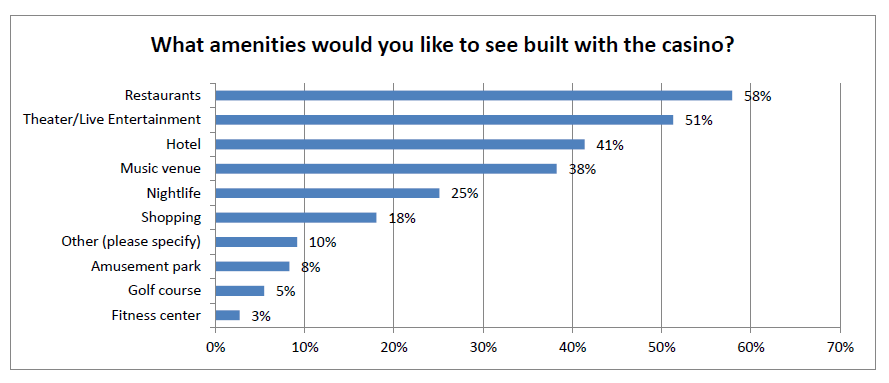 What amenities would you like to see built with the casino?
Restaurants 58%
Theater/Live Entertainment 51%
Hotel 41%
Music venue 38%
Nightlife 25%
Shopping 18%
Other (please specify) 10%
Amusement park 8%
Golf course 5%
Fitness center 3%
0% 10% 20% 30% 40% 50% 60% 70%